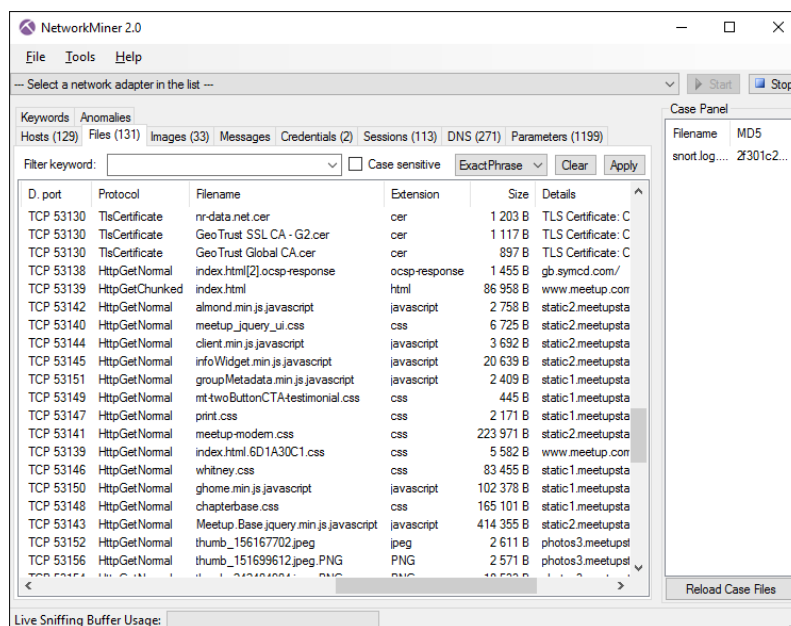 NetworkMiner 2.0
File Tools Help
--- Select a network adapter in the list ---
Start Stop
Keywords Anomalies
Hosts (129) Files (131) Images (33) Messages Credentials (2) Sessions (113) DNS (271) Parameters (1199)
Filter keyword: Case sensitive ExactPhrase Clear Apply
D. port Protocol Filename Extension Size Details
TCP 53130 TlsCertificate nr-data.net.cer cer 1 203 B TLS Certificate: C
TCP 53130 TlsCertificate GeoTrust SSL CA - G2.cer cer 1 117 B TLS Certificate: C
TCP 53130 TlsCertificate GeoTrust Global CA.cer cer 897 B TLS Certificate: C
TCP 53138 HttpGetNormal index.html[2].ocsp-response ocsp-response 1 455 B gb.symcd.com/
TCP 53139 HttpGetChunked index.html html 86 958 B www.meetup.com
TCP 53142 HttpGetNormal almond.min.js.javascript javascript 2 758 B static2.meetupsta
TCP 53140 HttpGetNormal meetup_jquery_ui.css css 6 725 B static2.meetupsta
TCP 53144 HttpGetNormal client.min.js.javascript javascript 3 692 B static2.meetupsta
TCP 53145 HttpGetNormal infoWidget.min.js.javascript javascript 20 639 B static2.meetupsta
TCP 53151 HttpGetNormal groupMetadata.min.js.javascript javascript 2 409 B static1.meetupsta
TCP 53149 HttpGetNormal mt-twoButtonCTA-testimonial.css css 445 B static1.meetupsta
TCP 53147 HttpGetNormal print.css css 2 171 B static1.meetupsta
TCP 53141 HttpGetNormal meetup-modern.css css 223 971 B static2.meetupsta
TCP 53139 HttpGetNormal index.html.6D1A30C1.css css 5 582 B www.meetup.com
TCP 53146 HttpGetNormal whitney.css css 83 455 B static1.meetupsta
TCP 53150 HttpGetNormal ghome.min.js.javascript javascript 102 378 B static1.meetupsta
TCP 53148 HttpGetNormal chapterbase.css css 165 101 B static1.meetupsta
TCP 53143 HttpGetNormal Meetup.Base.jquery.min.js.javascript javascript 414 355 B static2.meetupsta
TCP 53152 HttpGetNormal thumb_156167702.jpeg jpeg 2 611 B photos3.meetupst
TCP 53156 HttpGetNormal thumb_151699612.jpeg.PNG PNG 2 571 B photos3.meetupst
Case Panel
Filename MD5
snort.log.... 2f301c2...
Reload Case Files
Live Sniffing Buffer Usage: